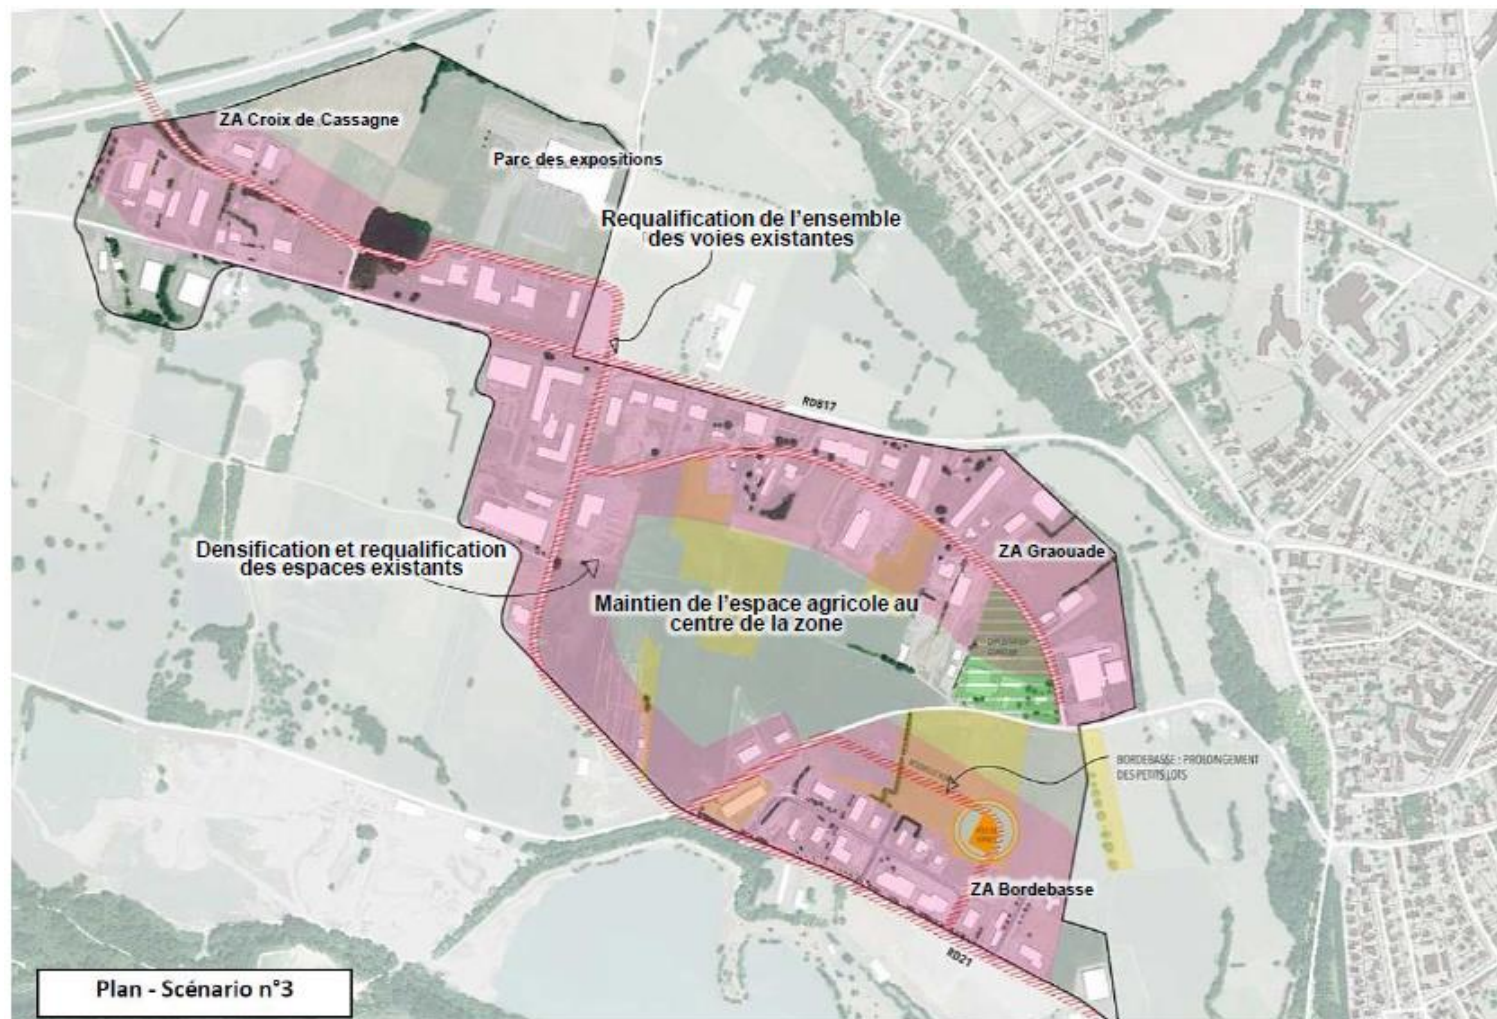 ZA Croix de Cassagne
Parc des expositions
Requalification de l'ensemble
des voies existantes
RD817
Densification et requalification
des espaces existants
ZA Graouade
Maintien de l'espace agricole au
centre de la zone
BORDEBASSE : PROLONGEMENT
DES PETITS LOTS
ZA Bordebasse
RD21
Plan - Scénario n°3